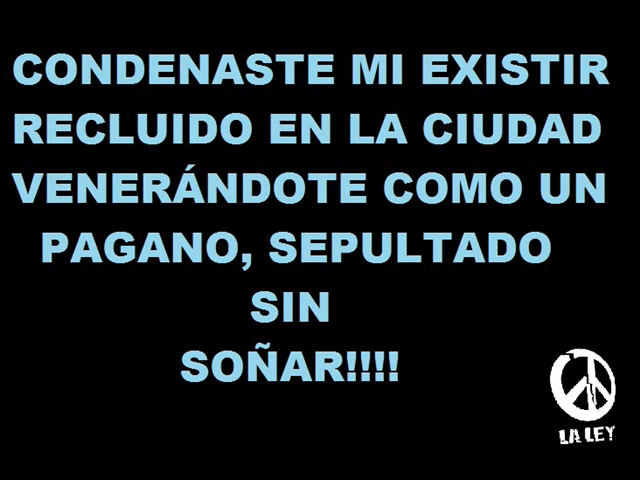 CONDENASTE MI EXISTIR
RECLUIDO EN LA CIUDAD
VENERÁNDOTE COMO UN
PAGANO, SEPULTADO
SIN
SOÑAR!!!!
LA LEY